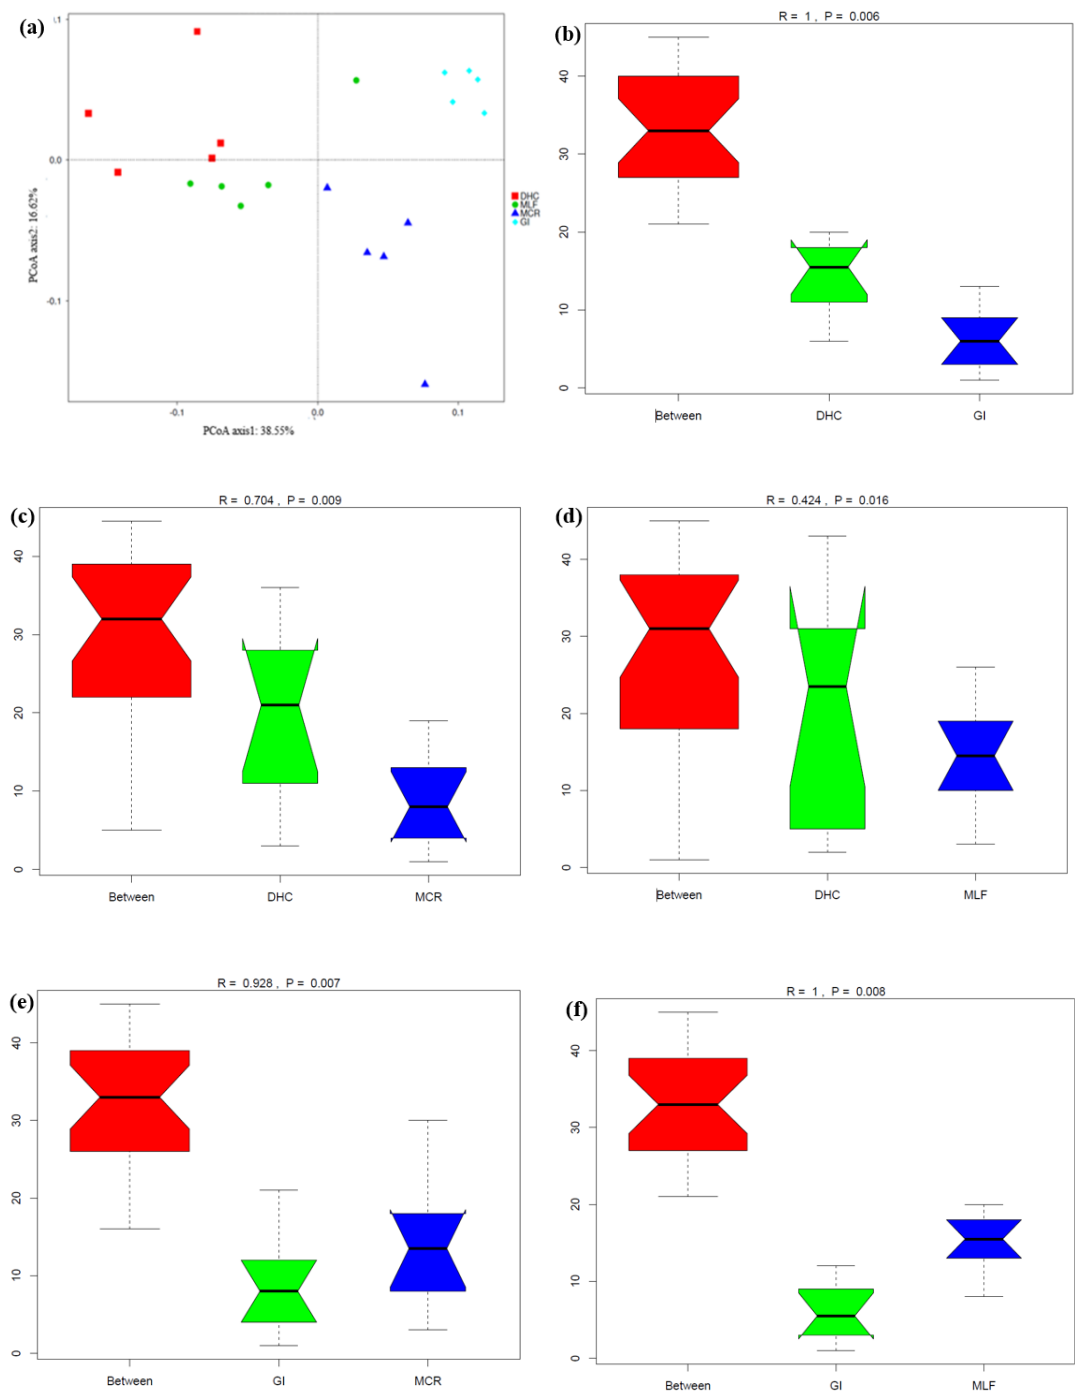 (a)
.1
0.0
-0.1
PCoA axis2: 16.62%
-0.1
0.0
0.1
PCoA axis1: 38.55%
DHC
MLF
MCR
GI
(b)
R = 1 , P = 0.006
40
30
20
10
0
Between DHC GI
(c)
R = 0.704 , P = 0.009
40
30
20
10
0
Between DHC MCR
(d)
R = 0.424 , P = 0.016
40
30
20
10
0
Between DHC MLF
(e)
R = 0.928 , P = 0.007
40
30
20
10
0
Between GI MCR
(f)
R = 1 , P = 0.008
40
30
20
10
0
Between GI MLF